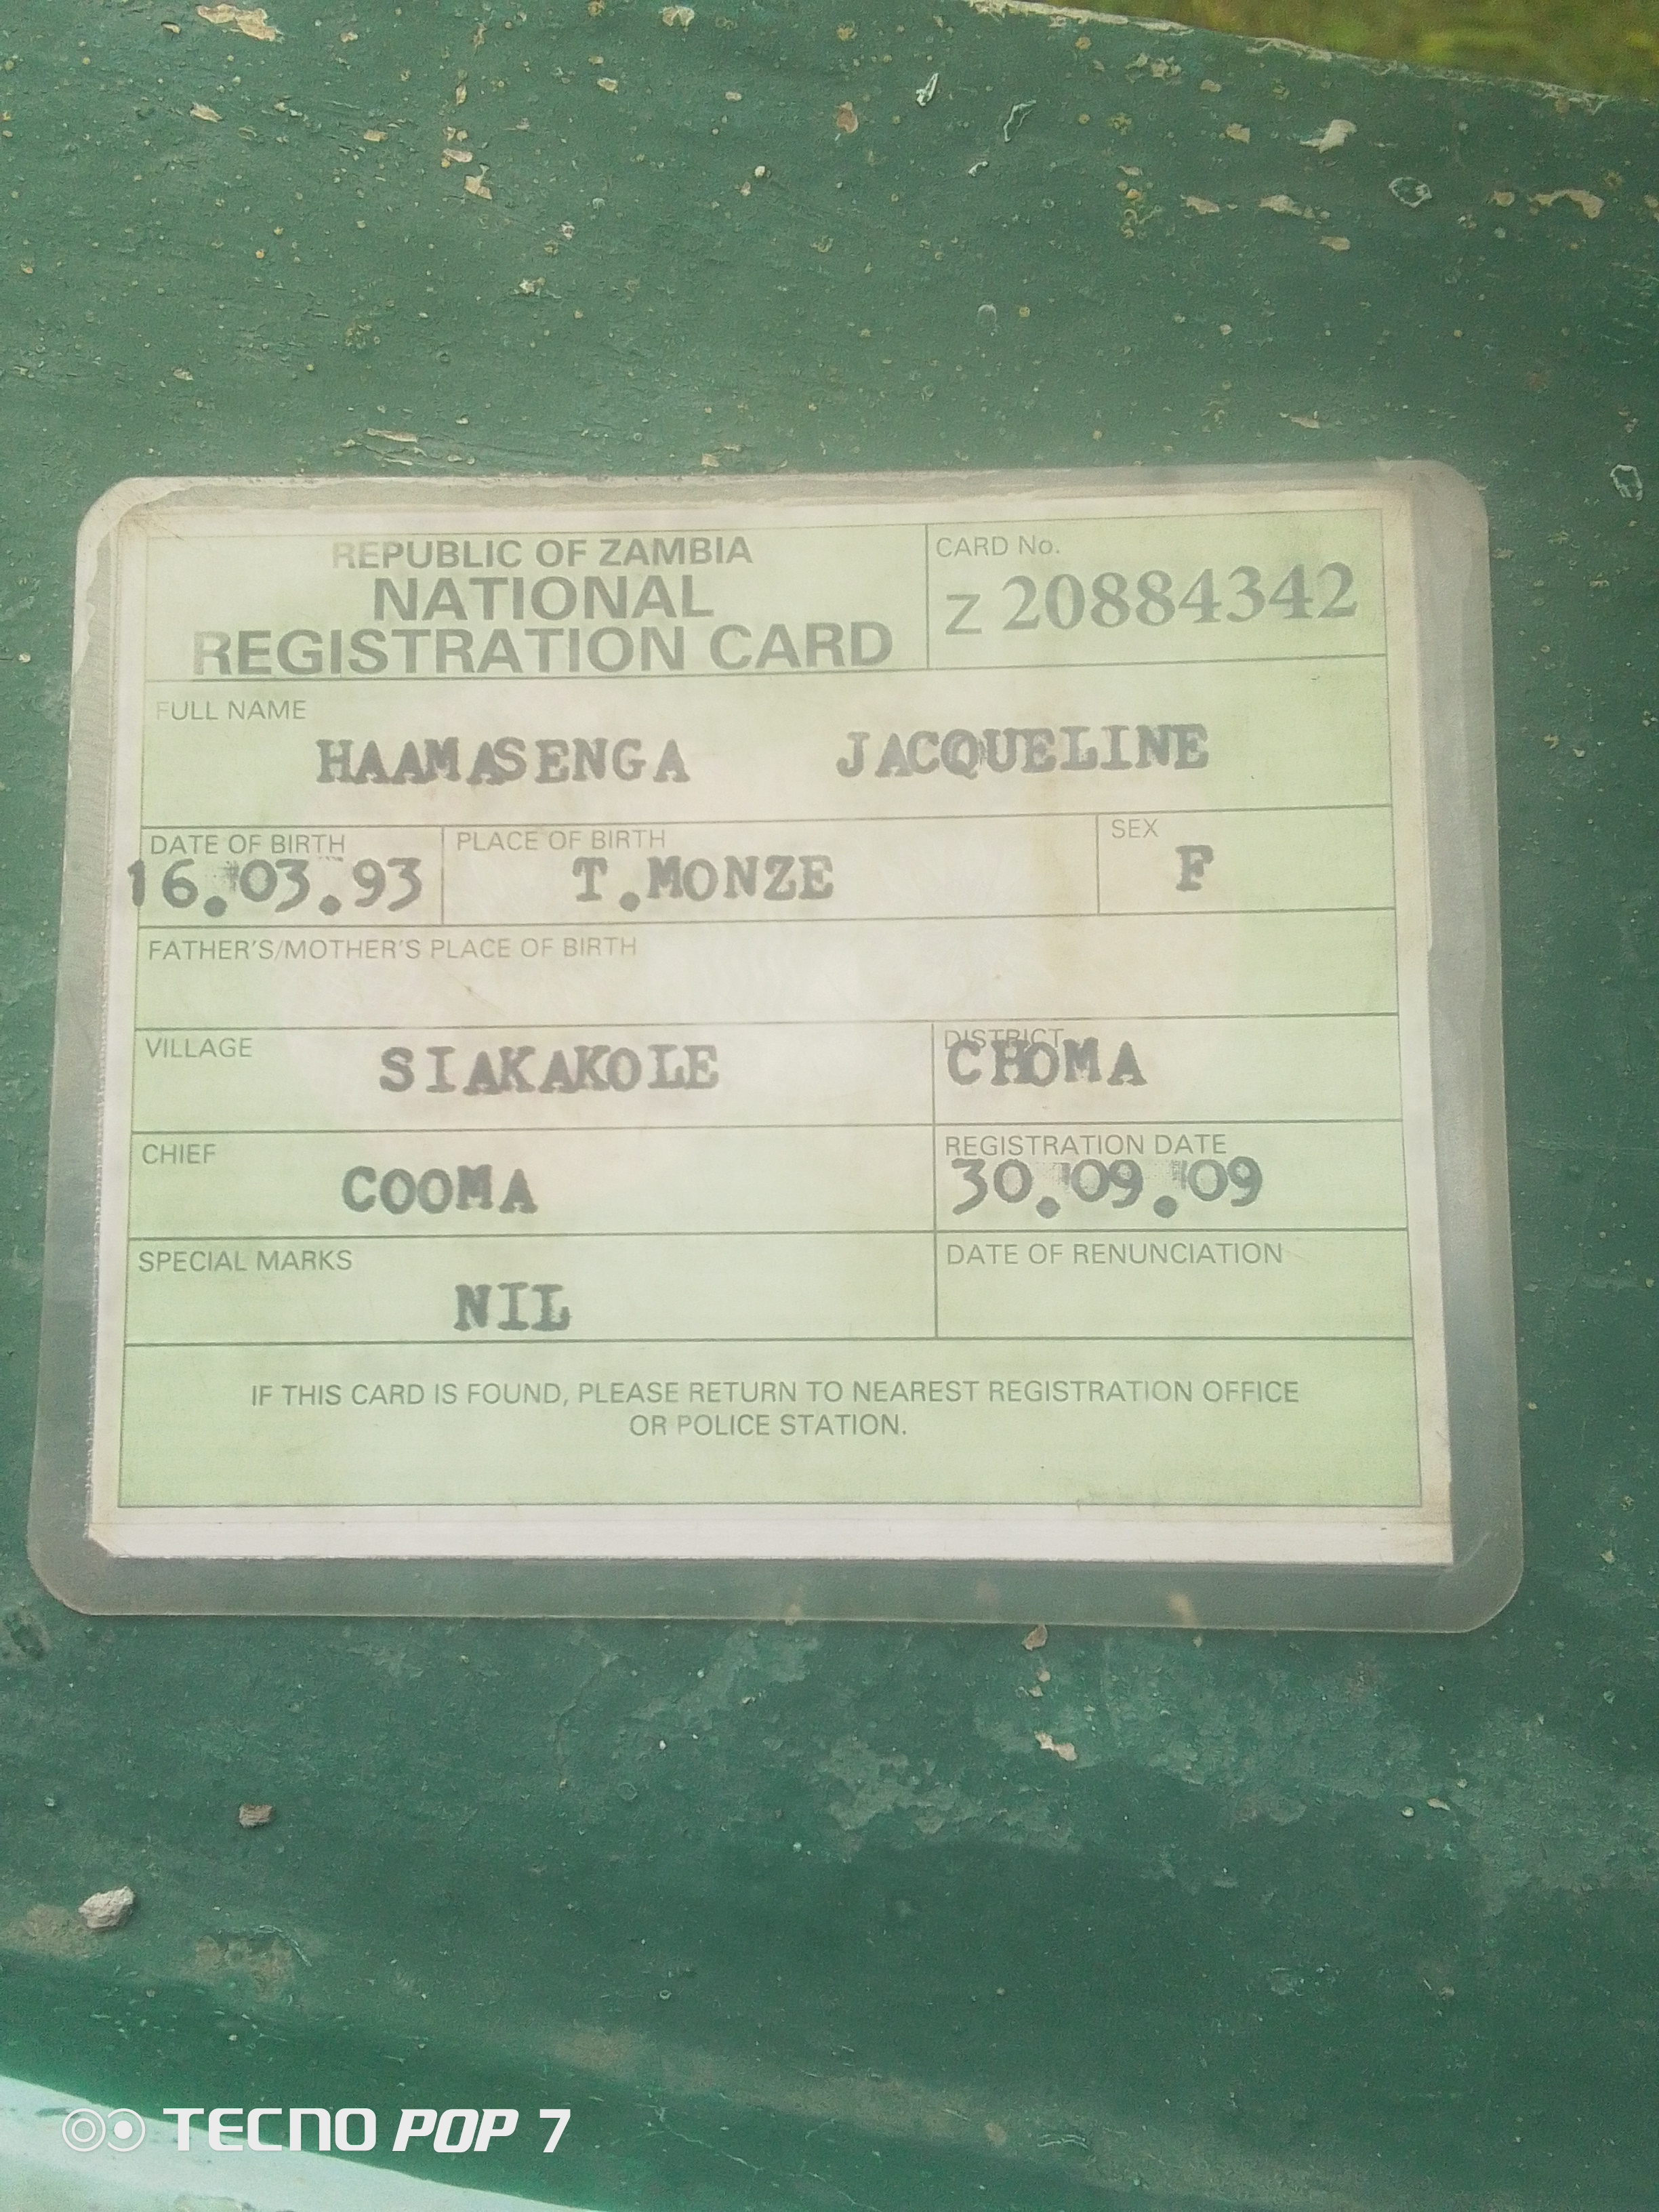 REPUBLIC OF ZAMBIA
NATIONAL
REGISTRATION CARD
CARD No.
Z 20884342
FULL NAME
HAAMASENGA JACQUELINE
DATE OF BIRTH
16.03.93
PLACE OF BIRTH
T.MONZE
SEX
F
FATHER'S/MOTHER'S PLACE OF BIRTH
VILLAGE
SIAKAKOLE
DISTRICT
CHOMA
CHIEF
COOMA
REGISTRATION DATE
30.09.09
SPECIAL MARKS
NIL
DATE OF RENUNCIATION
IF THIS CARD IS FOUND, PLEASE RETURN TO NEAREST REGISTRATION OFFICE
OR POLICE STATION.
TECNO POP 7